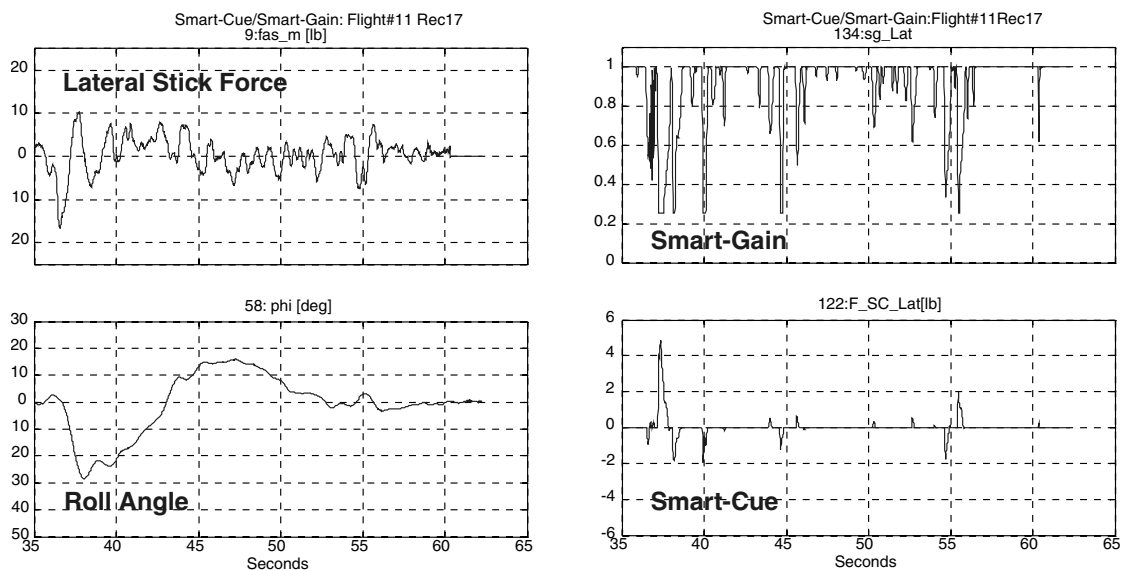 Smart-Cue/Smart-Gain: Flight#11 Rec17
9:fas_m [lb]
20
10
0
10
20
Lateral Stick Force
58: phi [deg]
30
20
10
0
10
20
30
40
50
Roll Angle
35 40 45 50 55 60 65
Seconds
Smart-Cue/Smart-Gain:Flight#11Rec17
134:sg_Lat
1
0.8
0.6
0.4
0.2
0
Smart-Gain
122:F_SC_Lat[lb]
6
4
2
0
-2
-4
-6
Smart-Cue
35 40 45 50 55 60 65
Seconds